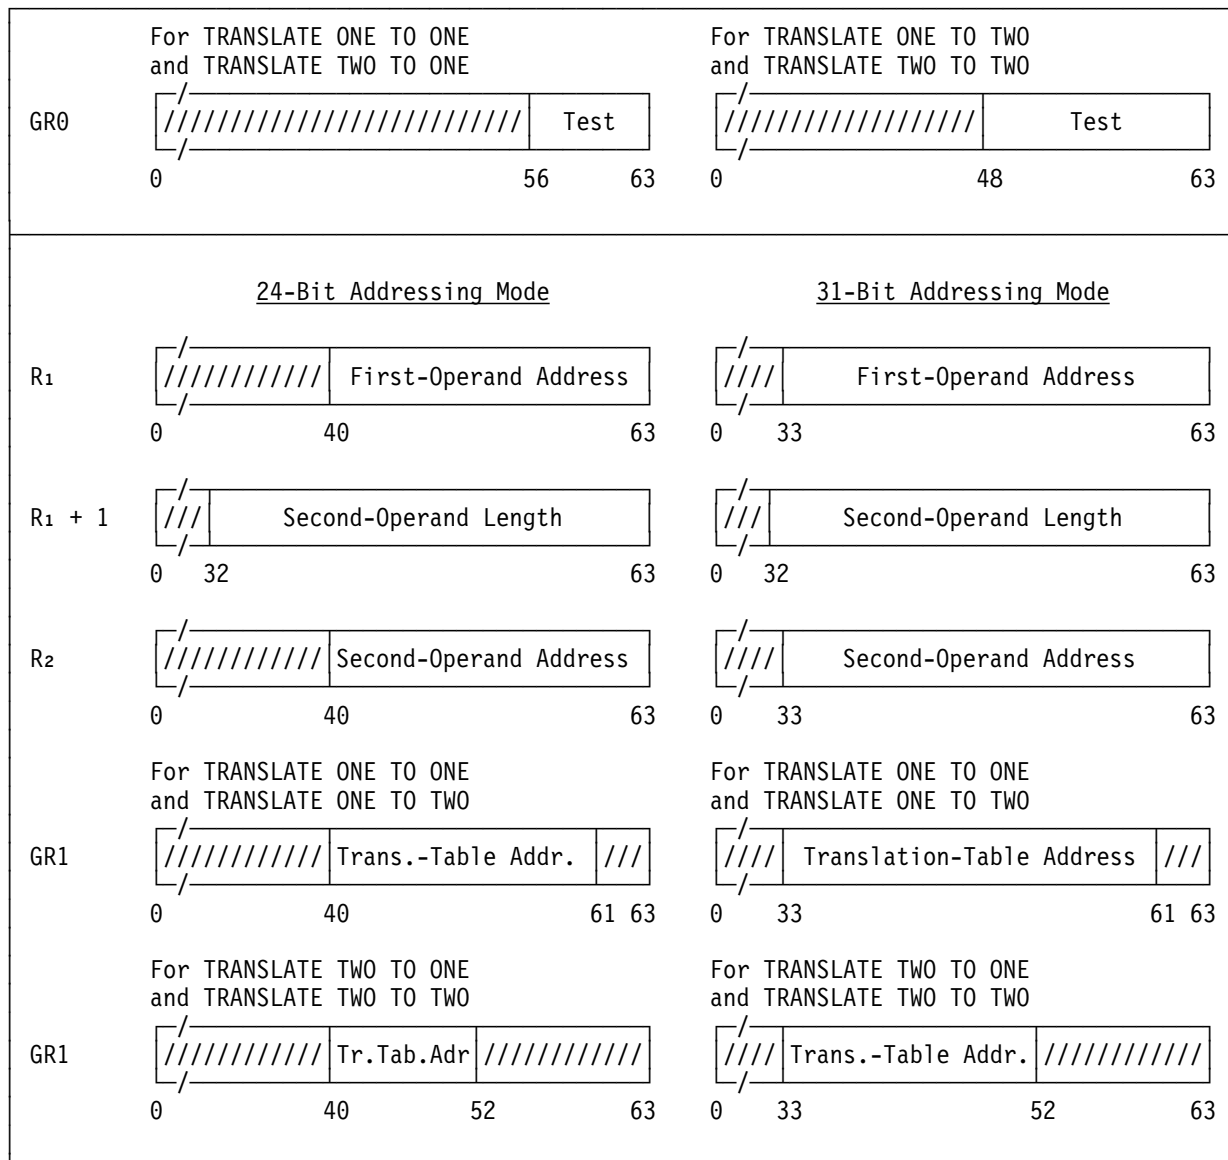 For TRANSLATE ONE TO ONE For TRANSLATE ONE TO TWO
and TRANSLATE TWO TO ONE and TRANSLATE TWO TO TWO
GR0 /////////////////////////// Test /////////////////// Test
0 56 63 0 48 63
24-Bit Addressing Mode 31-Bit Addressing Mode
R₁ //////////// First-Operand Address //// First-Operand Address
0 40 63 0 33 63
R₁ + 1 /// Second-Operand Length /// Second-Operand Length
0 32 63 0 32 63
R₂ //////////// Second-Operand Address //// Second-Operand Address
0 40 63 0 33 63
For TRANSLATE ONE TO ONE For TRANSLATE ONE TO ONE
and TRANSLATE ONE TO TWO and TRANSLATE ONE TO TWO
GR1 //////////// Trans.-Table Addr. /// //// Translation-Table Address ///
0 40 61 63 0 33 61 63
For TRANSLATE TWO TO ONE For TRANSLATE TWO TO ONE
and TRANSLATE TWO TO TWO and TRANSLATE TWO TO TWO
GR1 //////////// Tr.Tab.Adr //////////// //// Trans.-Table Addr. ////////////
0 40 52 63 0 33 52 63